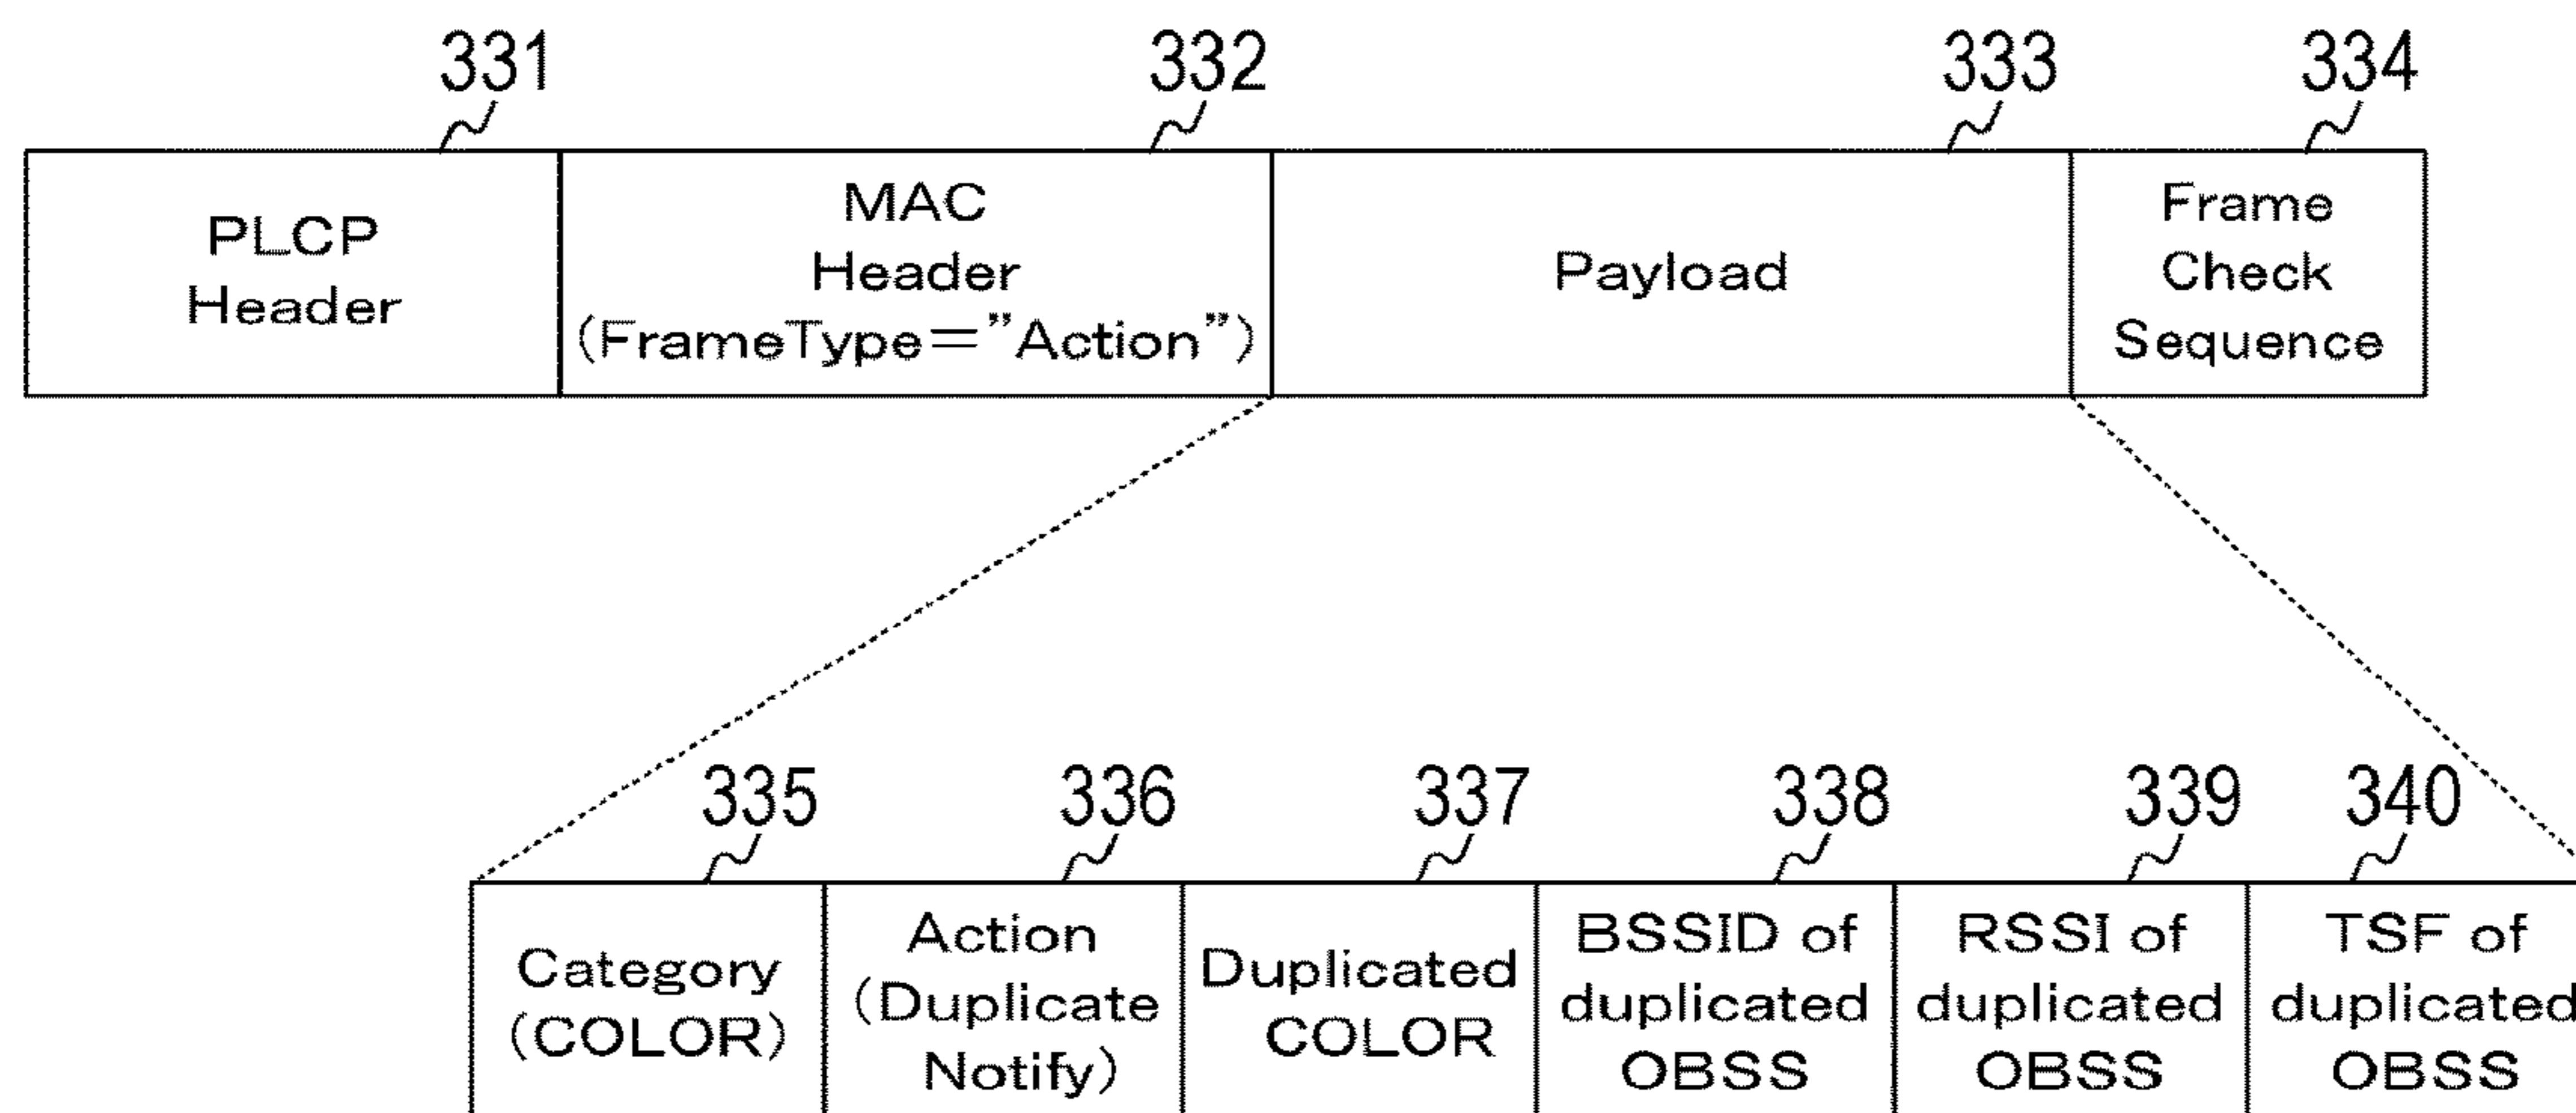 331
332
333
334
PLCP
Header
MAC
Header
(FrameType="Action")
Payload
Frame
Check
Sequence
335
336
337
338
339
340
Category
(COLOR)
Action
(Duplicate
Notify)
Duplicated
COLOR
BSSID of
duplicated
OBSS
RSSI of
duplicated
OBSS
TSF of
duplicated
OBSS